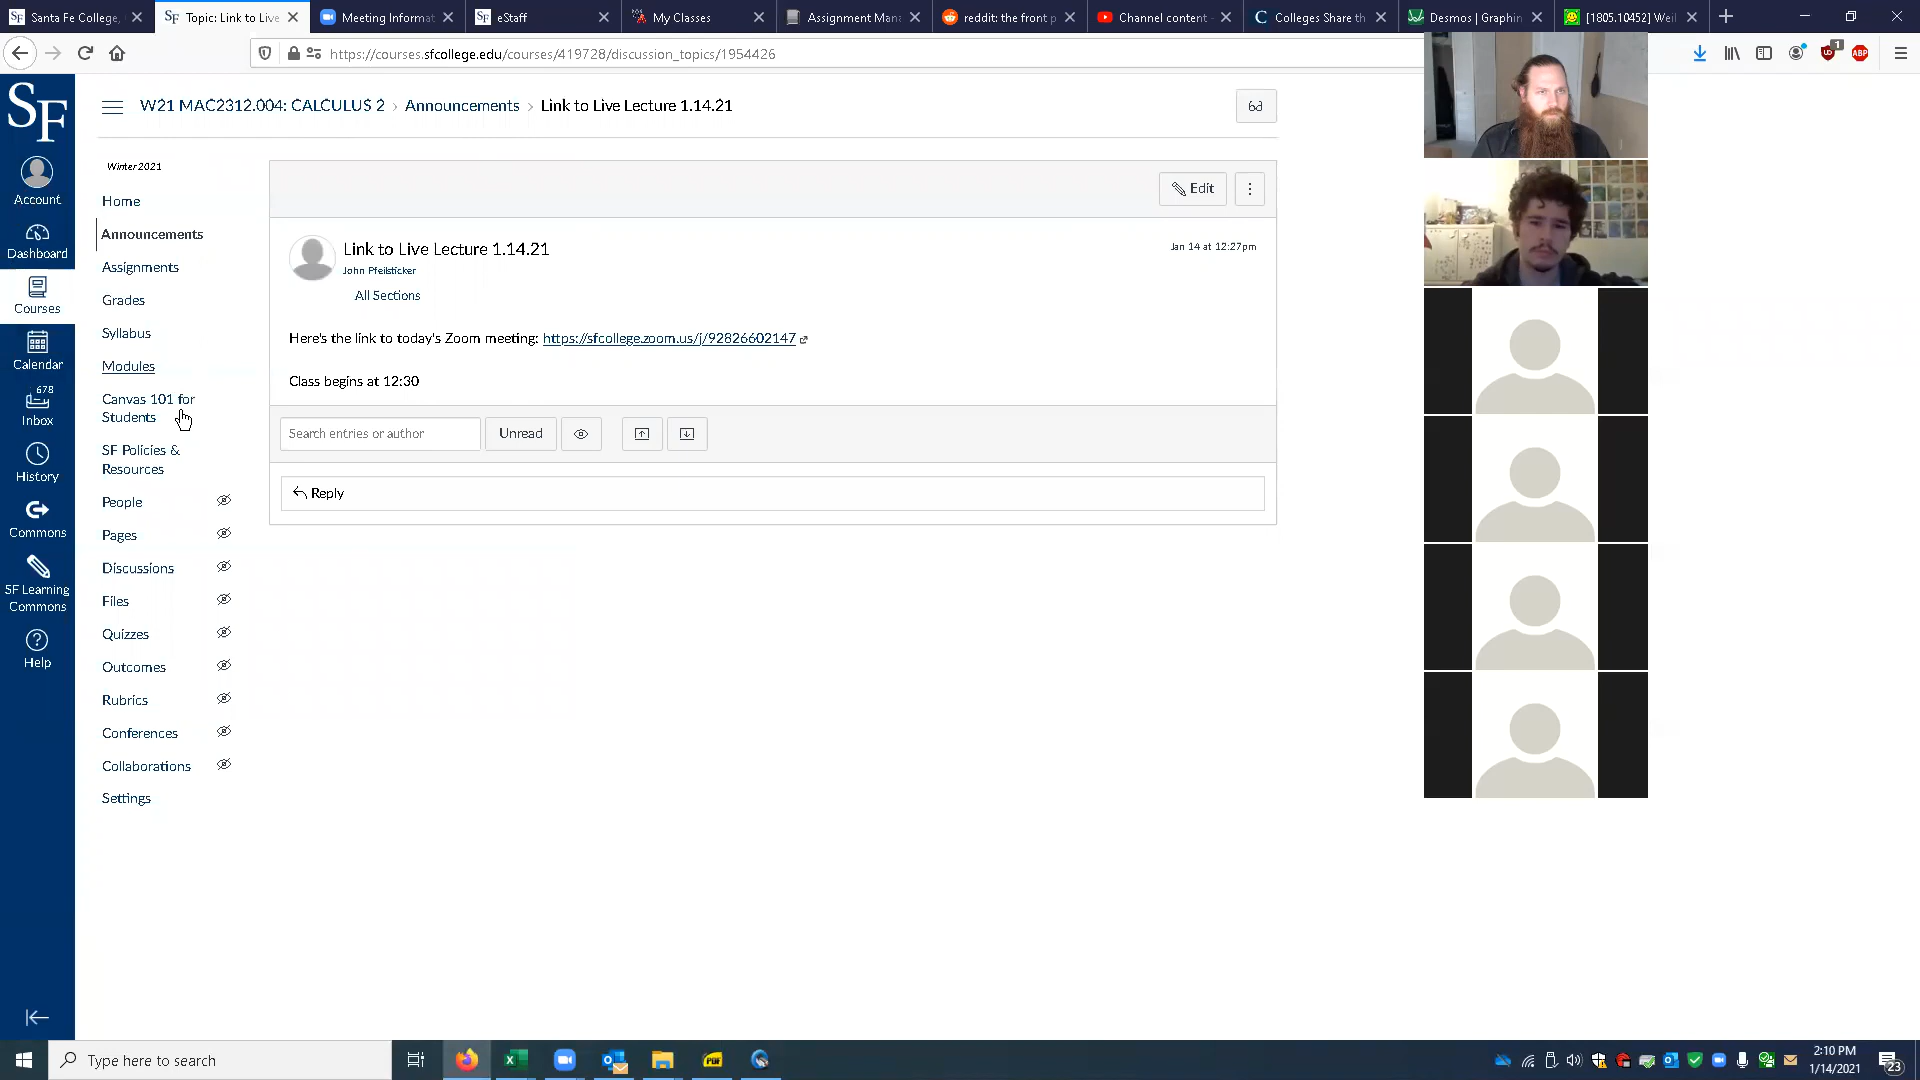 Santa Fe College,
Topic: Link to Live
Meeting Informat
eStaff
My Classes
Assignment Man
reddit: the front p
Channel content -
Colleges Share th
Desmos | Graphin
[1805.10452] Weil
https://courses.sfcollege.edu/courses/419728/discussion_topics/1954426
1
ABP
SF
W21 MAC2312.004: CALCULUS 2 › Announcements › Link to Live Lecture 1.14.21
Account
Dashboard
Courses
Calendar
678
Inbox
History
Commons
SF Learning
Commons
Help
Winter 2021
Home
Announcements
Assignments
Grades
Syllabus
Modules
Canvas 101 for
Students
SF Policies &
Resources
People
Pages
Discussions
Files
Quizzes
Outcomes
Rubrics
Conferences
Collaborations
Settings
Edit
Link to Live Lecture 1.14.21
Jan 14 at 12:27pm
John Pfeilsticker
All Sections
Here's the link to today's Zoom meeting: https://sfcollege.zoom.us/j/92826602147
Class begins at 12:30
Search entries or author
Unread
Reply
Type here to search
PDF
2:10 PM
1/14/2021
23